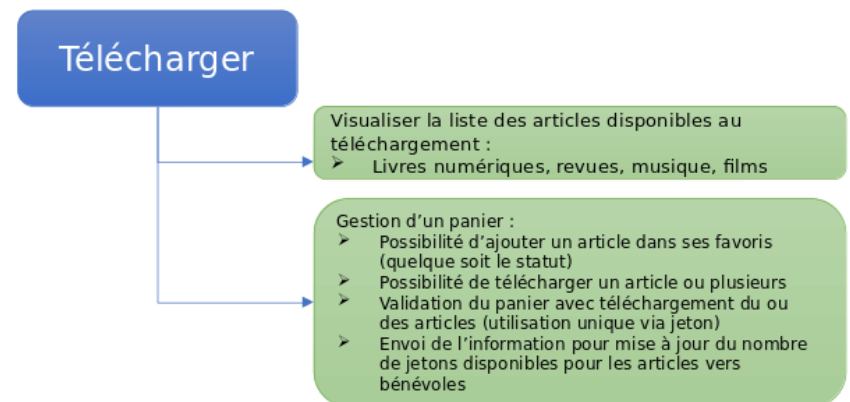 Télécharger
Visualiser la liste des articles disponibles au
téléchargement :
➢ Livres numériques, revues, musique, films
Gestion d’un panier :
➢ Possibilité d’ajouter un article dans ses favoris
(quelque soit le statut)
➢ Possibilité de télécharger un article ou plusieurs
➢ Validation du panier avec téléchargement du ou
des articles (utilisation unique via jeton)
➢ Envoi de l’information pour mise à jour du nombre
de jetons disponibles pour les articles vers
bénévoles